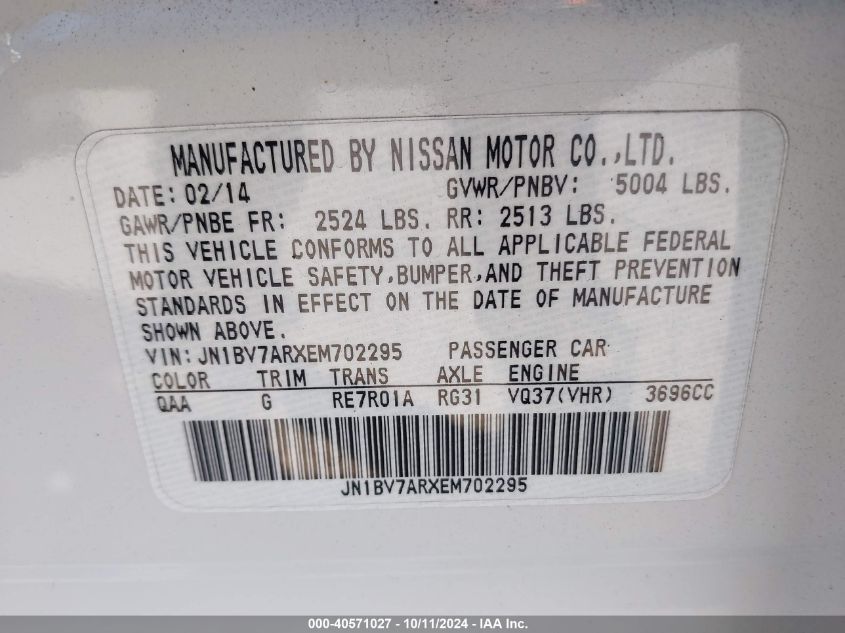 MANUFACTURED BY NISSAN MOTOR CO.,LTD.
DATE: 02/14 GVWR/PNBV: 5004 LBS.
GAWR/PNBE FR: 2524 LBS. RR: 2513 LBS.
THIS VEHICLE CONFORMS TO ALL APPLICABLE FEDERAL
MOTOR VEHICLE SAFETY,BUMPER,AND THEFT PREVENTION
STANDARDS IN EFFECT ON THE DATE OF MANUFACTURE
SHOWN ABOVE.
VIN: JN1BV7ARXEM702295 PASSENGER CAR
COLOR TRIM TRANS AXLE ENGINE
QAA G RE7R01A RG31 VQ37(VHR) 3696CC
JN1BV7ARXEM702295
000-40571027 - 10/11/2024 - IAA Inc.